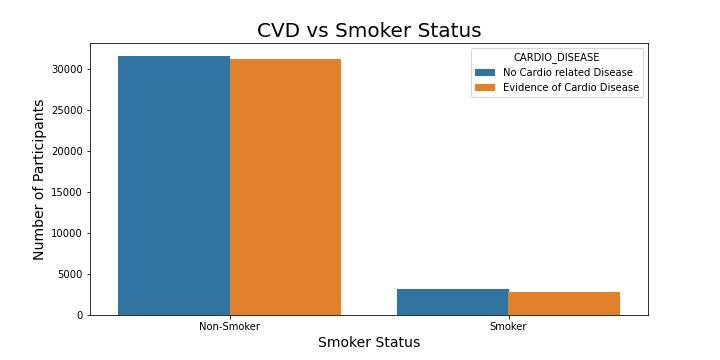 CVD vs Smoker Status
CARDIO_DISEASE
No Cardio related Disease
Evidence of Cardio Disease
Number of Participants
30000
25000
20000
15000
10000
5000
0
Non-Smoker
Smoker
Smoker Status